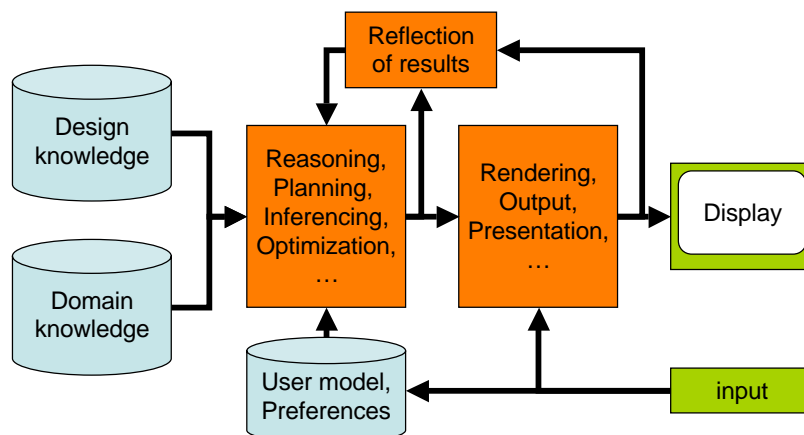 Reflection
of results
Design
knowledge
Reasoning,
Planning,
Inferencing,
Optimization,
…
Rendering,
Output,
Presentation,
…
Display
Domain
knowledge
User model,
Preferences
input